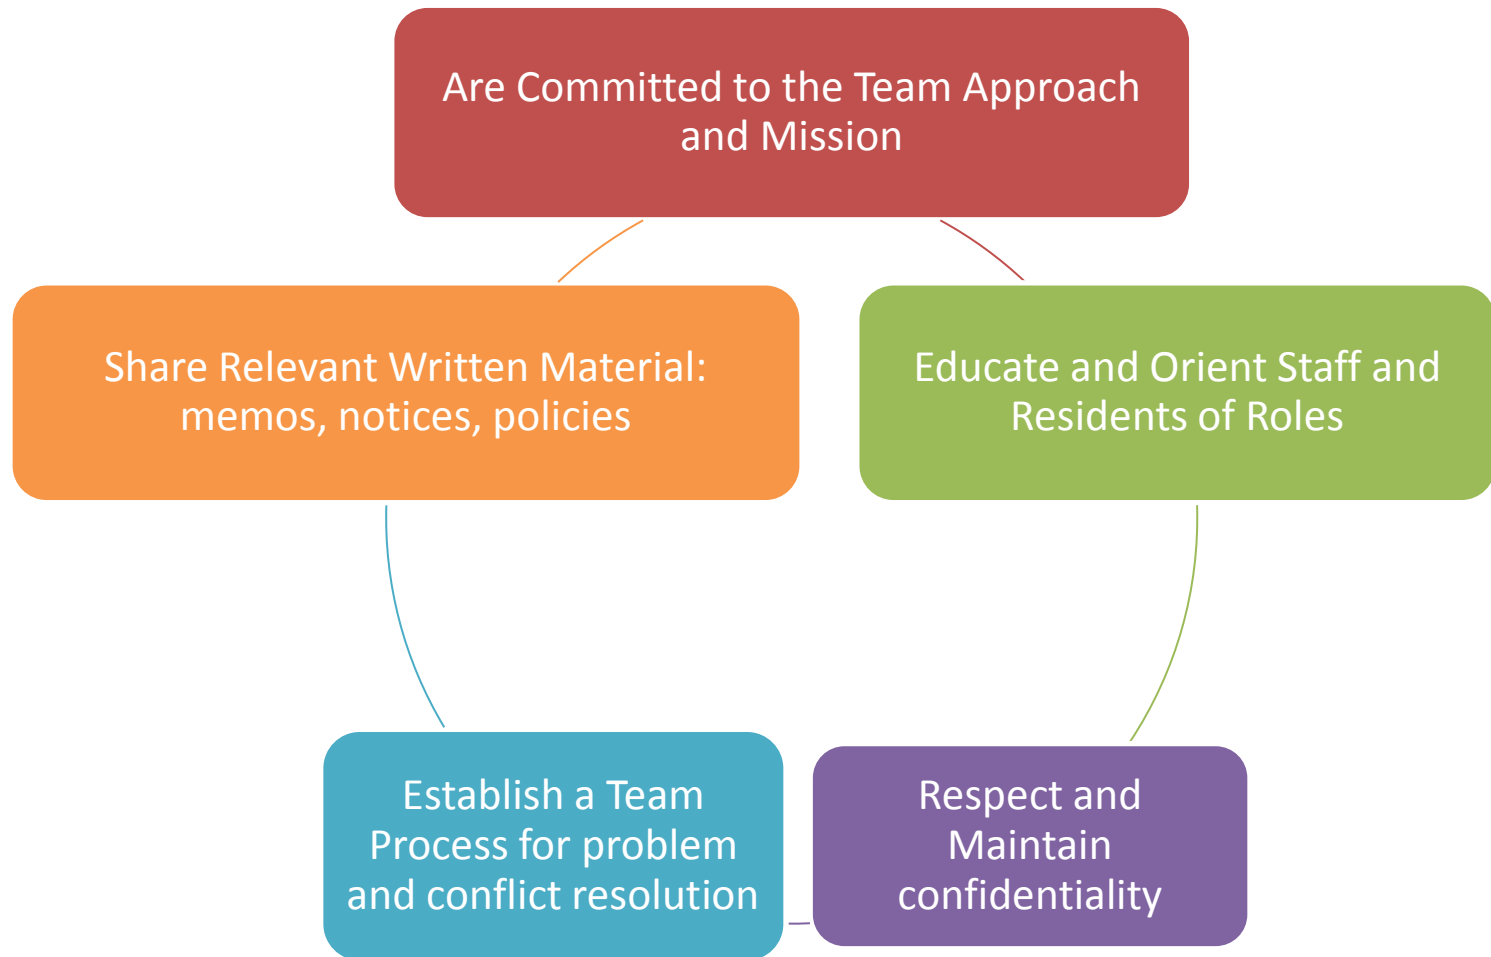 Are Committed to the Team Approach
and Mission
Share Relevant Written Material:
memos, notices, policies
Educate and Orient Staff and
Residents of Roles
Establish a Team
Process for problem
and conflict resolution
Respect and
Maintain
confidentiality